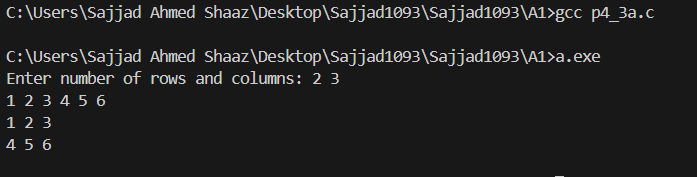 C:\Users\Sajjad Ahmed Shaaz\Desktop\Sajjad1093\Sajjad1093\A1>gcc p4_3a.c
C:\Users\Sajjad Ahmed Shaaz\Desktop\Sajjad1093\Sajjad1093\A1>a.exe
Enter number of rows and columns: 2 3
1 2 3 4 5 6
1 2 3
4 5 6